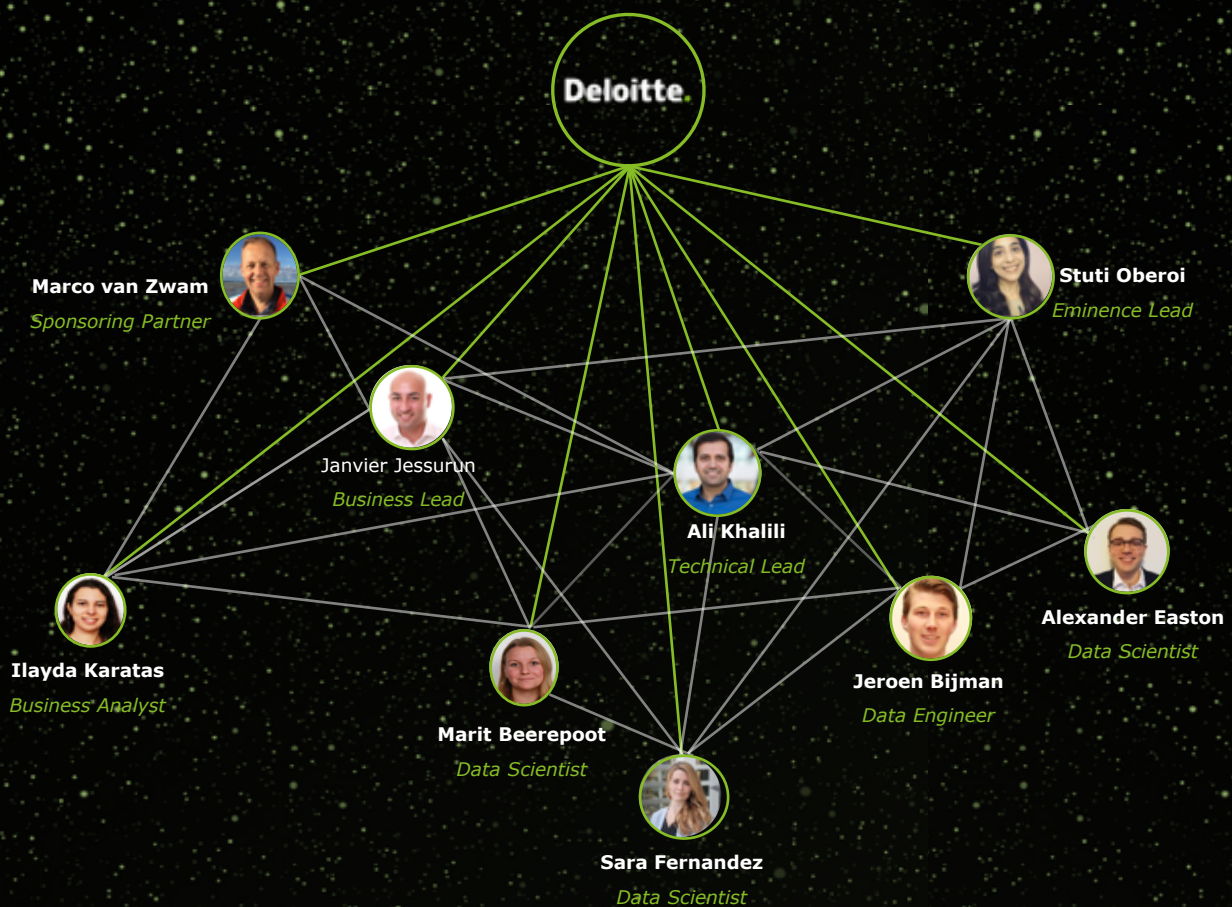 Deloitte.
Marco van Zwam
Sponsoring Partner
Stuti Oberoi
Eminence Lead
Janvier Jessurun
Business Lead
Ali Khalili
Technical Lead
Ilayda Karatas
Business Analyst
Marit Beerepoot
Data Scientist
Sara Fernandez
Data Scientist
Jeroen Bijman
Data Engineer
Alexander Easton
Data Scientist